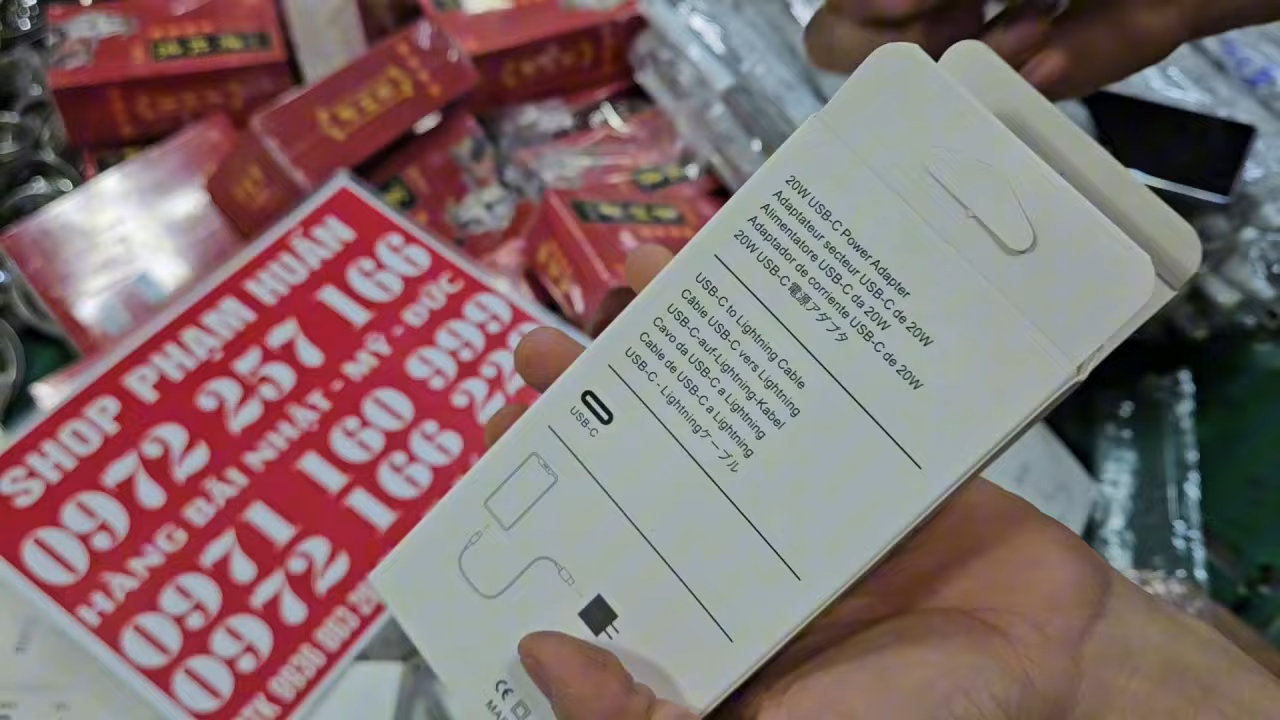 SHOP PHẠM HUẤN
0972 257 166
HÀNG BÃI NHẬT - MỸ - ĐỨC
0971 160 999
0972 166
20W USB-C Power Adapter
Adaptateur secteur USB-C de 20W
Alimentatore USB-C da 20W
Adaptador de corriente USB-C de 20W
20W USB-C電源アダプタ
USB-C to Lightning Cable
Câble USB-C vers Lightning
USB-C-auf-Lightning-Kabel
Cavo da USB-C a Lightning
Cable de USB-C a Lightning
USB-C - Lightningケーブル
USB-C
CE